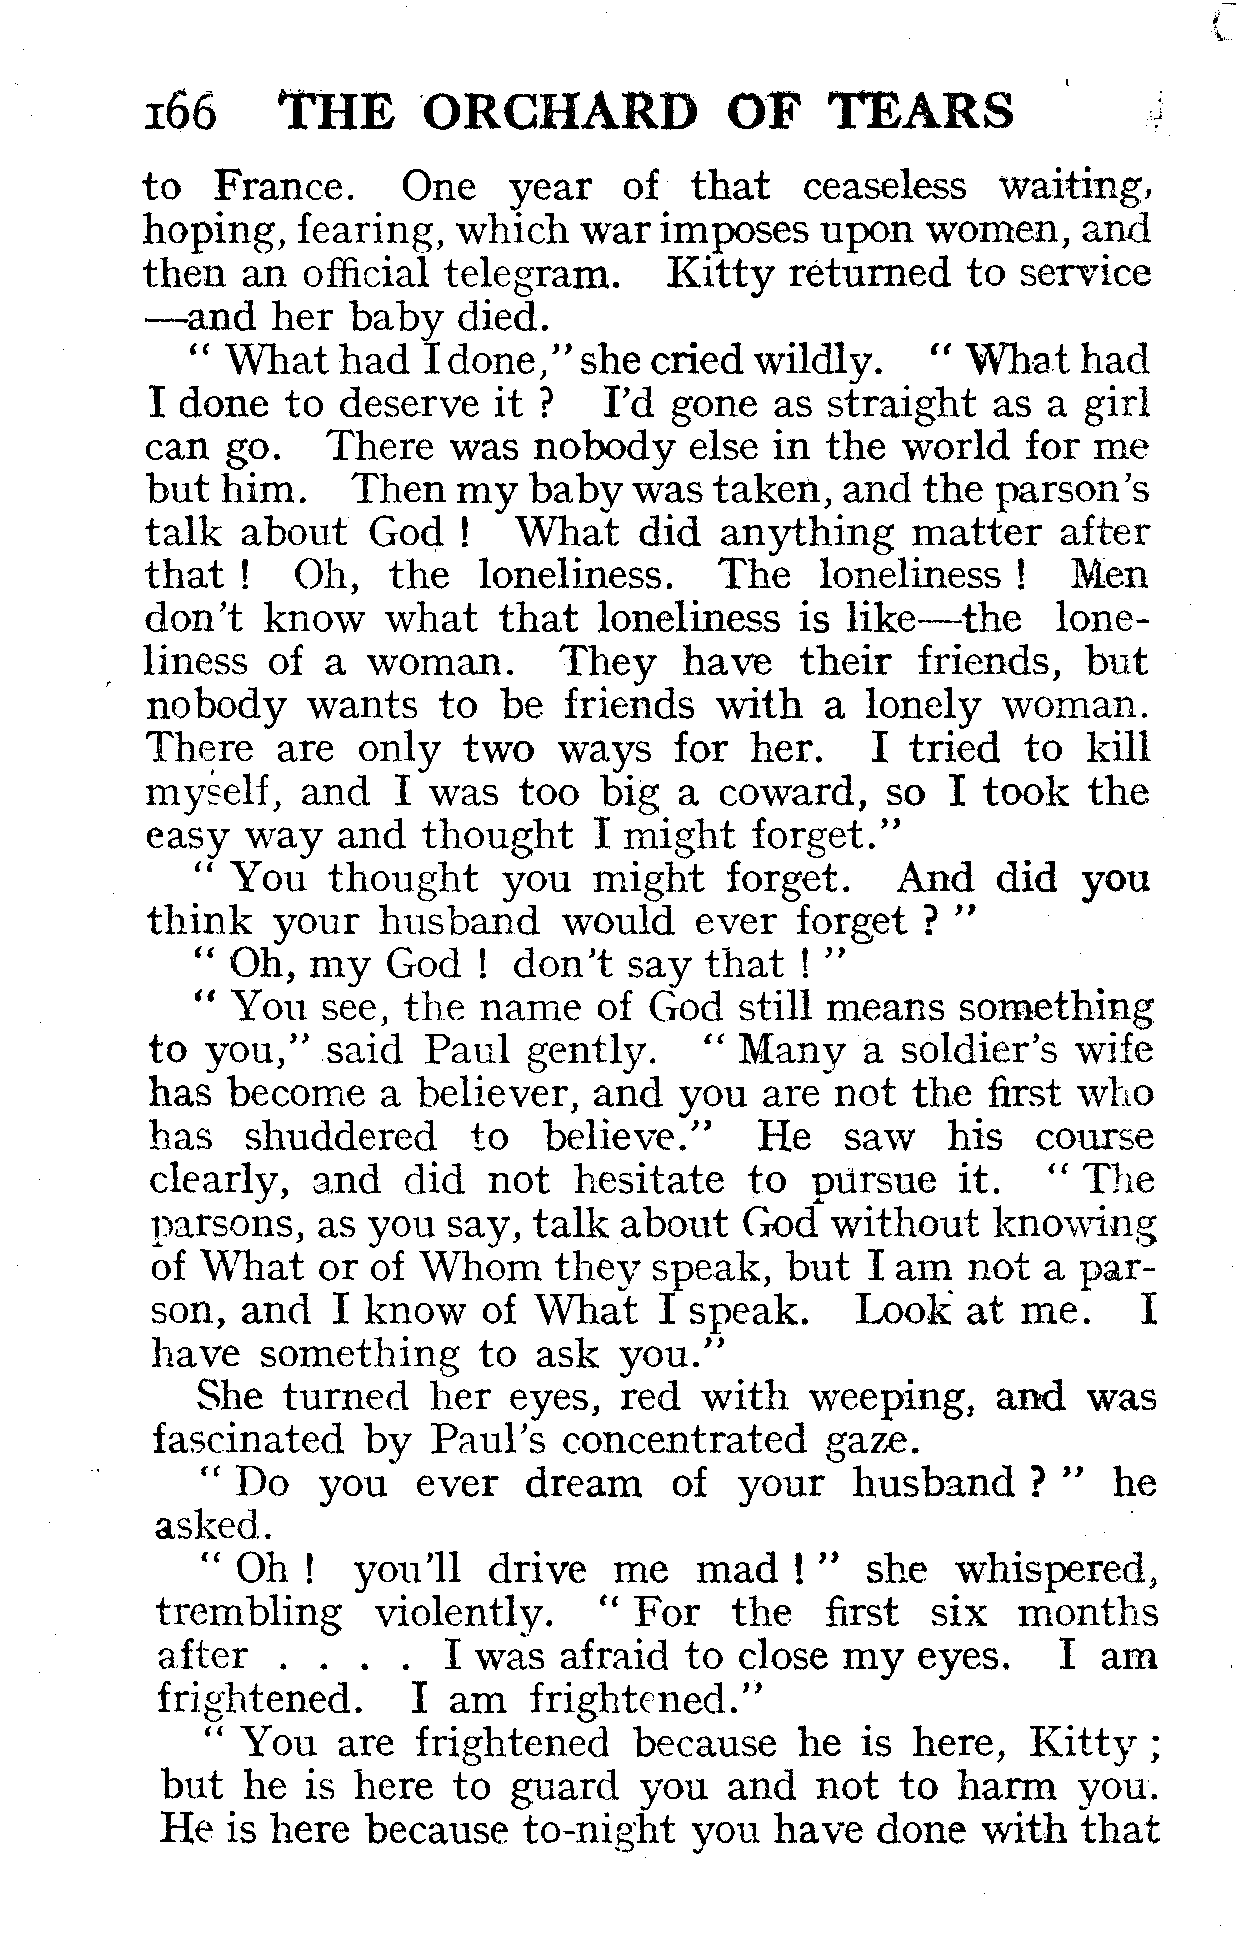 166 THE ORCHARD OF TEARS
to France. One year of that ceaseless waiting,
hoping, fearing, which war imposes upon women, and
then an official telegram. Kitty returned to service
—and her baby died.
“ What had I done,” she cried wildly. “ What had
I done to deserve it ? I’d gone as straight as a girl
can go. There was nobody else in the world for me
but him. Then my baby was taken, and the parson’s
talk about God ! What did anything matter after
that ! Oh, the loneliness. The loneliness ! Men
don’t know what that loneliness is like—the lone-
liness of a woman. They have their friends, but
nobody wants to be friends with a lonely woman.
There are only two ways for her. I tried to kill
myself, and I was too big a coward, so I took the
easy way and thought I might forget.”
“ You thought you might forget. And did you
think your husband would ever forget ? ”
“ Oh, my God ! don’t say that ! ”
“ You see, the name of God still means something
to you,” said Paul gently. “ Many a soldier’s wife
has become a believer, and you are not the first who
has shuddered to believe.” He saw his course
clearly, and did not hesitate to pursue it. “ The
parsons, as you say, talk about God without knowing
of What or of Whom they speak, but I am not a par-
son, and I know of What I speak. Look at me. I
have something to ask you.”
She turned her eyes, red with weeping, and was
fascinated by Paul’s concentrated gaze.
“ Do you ever dream of your husband ? ” he
asked.
“ Oh ! you’ll drive me mad ! ” she whispered,
trembling violently. “ For the first six months
after . . . . I was afraid to close my eyes. I am
frightened. I am frightened.”
“ You are frightened because he is here, Kitty ;
but he is here to guard you and not to harm you.
He is here because to-night you have done with that